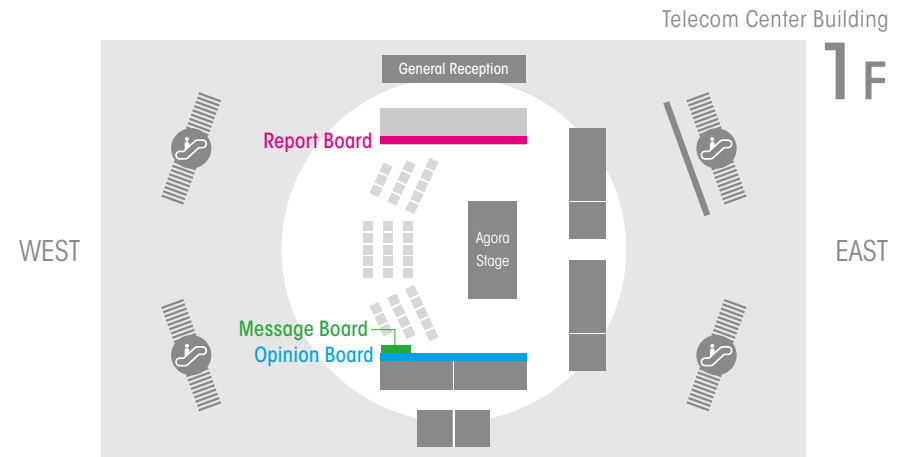 Telecom Center Building
1F
General Reception
Report Board
WEST
Agora
Stage
EAST
Message Board
Opinion Board